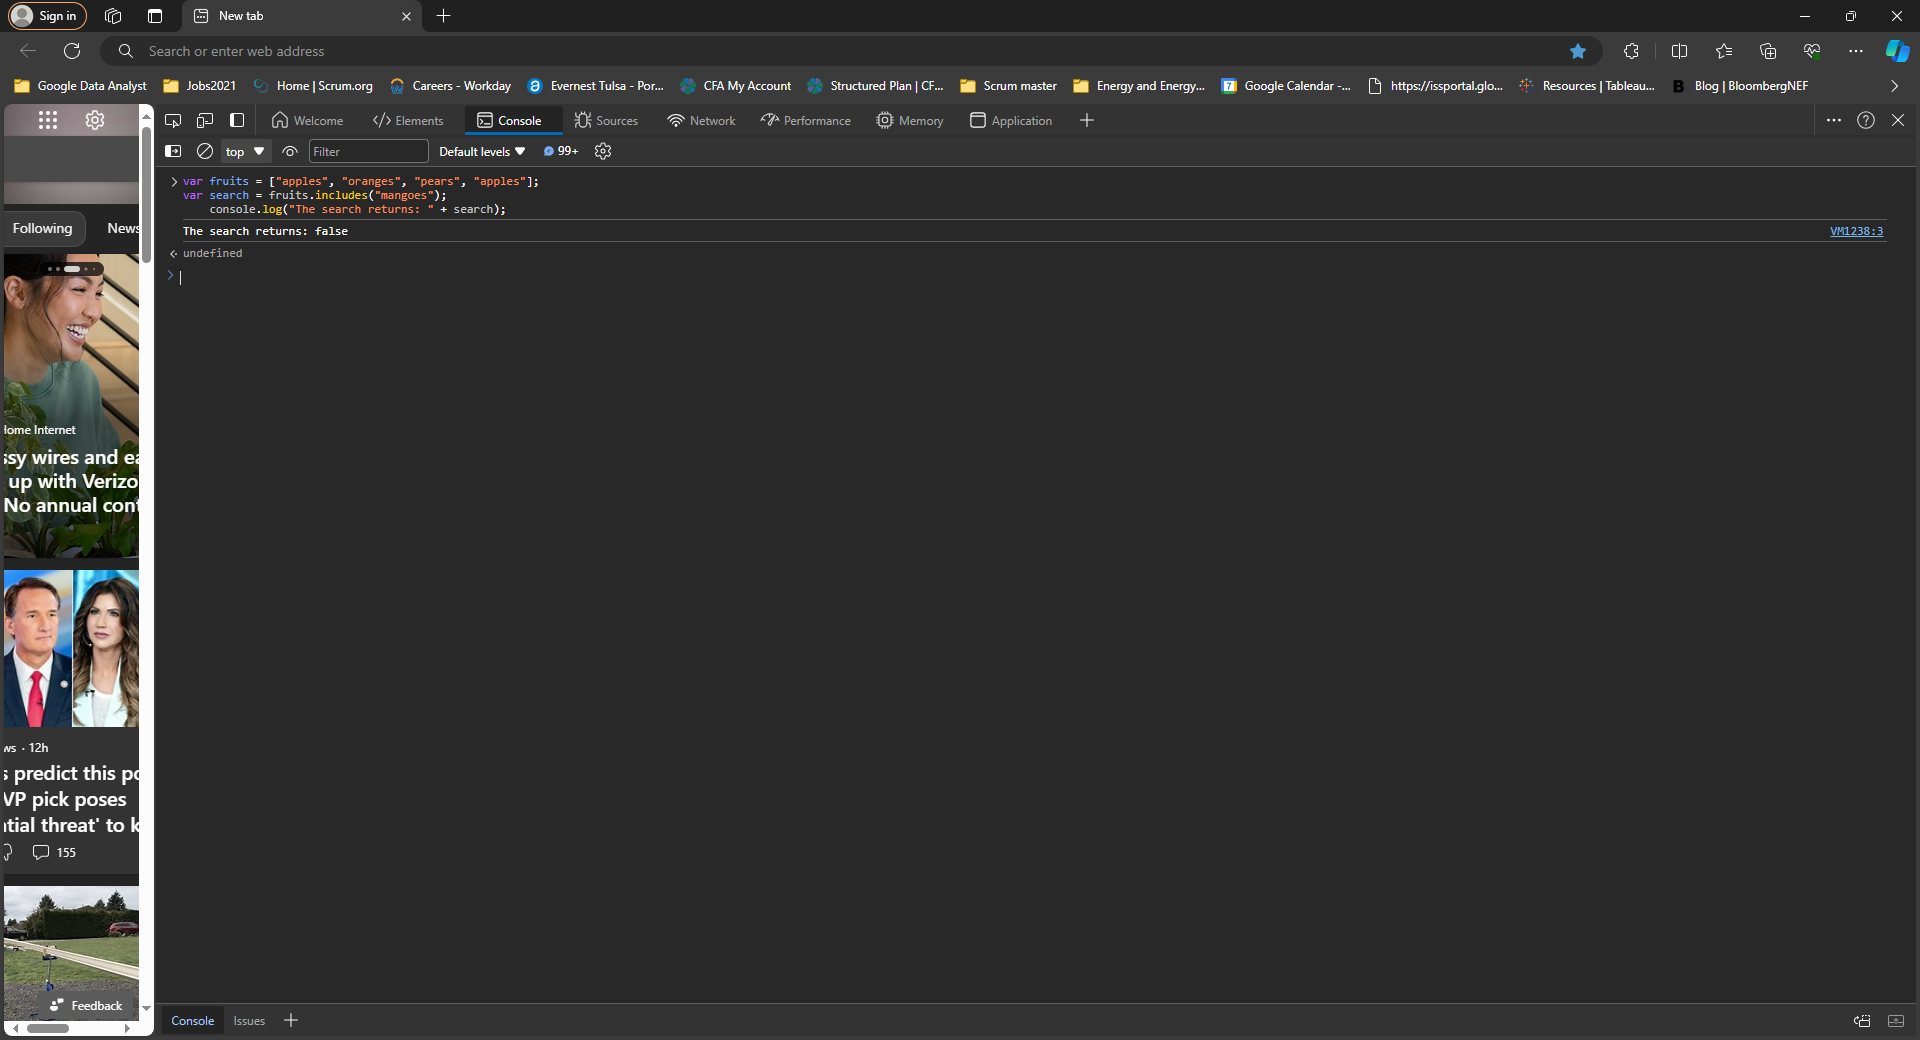 Sign in
New tab
Search or enter web address
Google Data Analyst
Jobs2021
Home | Scrum.org
Careers - Workday
Evernest Tulsa - Por...
CFA My Account
Structured Plan | CF...
Scrum master
Energy and Energy...
Google Calendar -...
https://issportal.glo...
Resources | Tableau...
Blog | BloombergNEF
Welcome
Elements
Console
Sources
Network
Performance
Memory
Application
top
Filter
Default levels
99+
var fruits = ["apples", "oranges", "pears", "apples"];
var search = fruits.includes("mangoes");
console.log("The search returns: " + search);
The search returns: false
VM1238:3
undefined
Following
News
Home Internet
ssy wires and ea
up with Verizo
No annual cont
ws · 12h
s predict this po
VP pick poses
ntial threat' to k
155
Feedback
Console
Issues